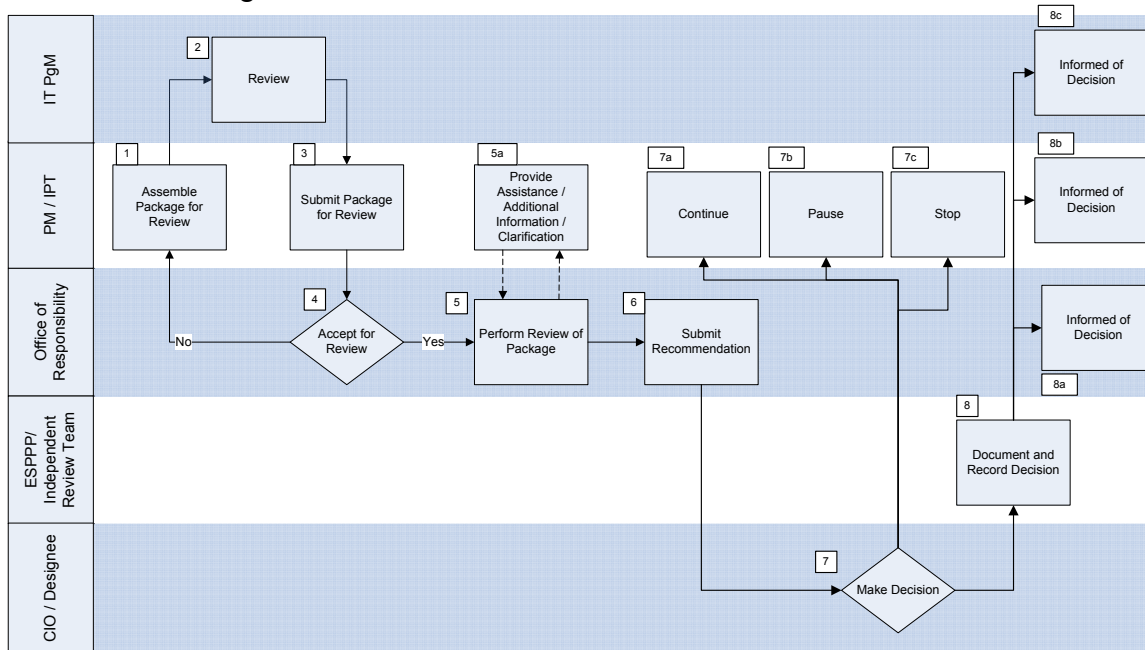 IT PgM
2
Review
8c
Informed of
Decision
PM / IPT
1
Assemble
Package for
Review
3
Submit Package
for Review
5a
Provide
Assistance /
Additional
Information /
Clarification
7a
Continue
7b
Pause
7c
Stop
8b
Informed of
Decision
Office of
Responsibility
No
4
Accept for
Review
Yes
5
Perform Review of
Package
6
Submit
Recommendation
Informed of
Decision
8a
ESPPP/
Independent
Review Team
8
Document and
Record Decision
CIO / Designee
7
Make Decision